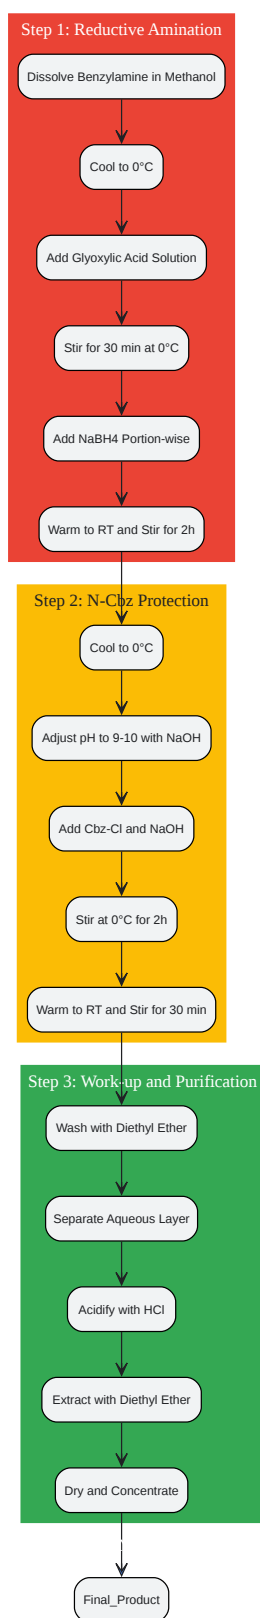 Step 1: Reductive Amination
Dissolve Benzylamine in Methanol
Cool to 0°C
Add Glyoxylic Acid Solution
Stir for 30 min at 0°C
Add NaBH4 Portion-wise
Warm to RT and Stir for 2h
Step 2: N-Cbz Protection
Cool to 0°C
Adjust pH to 9-10 with NaOH
Add Cbz-Cl and NaOH
Stir at 0°C for 2h
Warm to RT and Stir for 30 min
Step 3: Work-up and Purification
Wash with Diethyl Ether
Separate Aqueous Layer
Acidify with HCl
Extract with Diethyl Ether
Dry and Concentrate
Final_Product